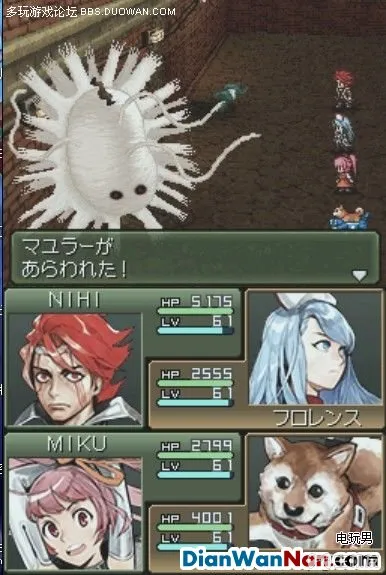 多玩游戏论坛
BBS.DUOWAN.COM
マユラーが
あらわれた!
NIHI
HP 5175
LV 61
HP 2555
LV 61
フロレンス
MIKU
HP 2799
LV 61
HP 4001
LV 61
电玩男
DianWanNan.com